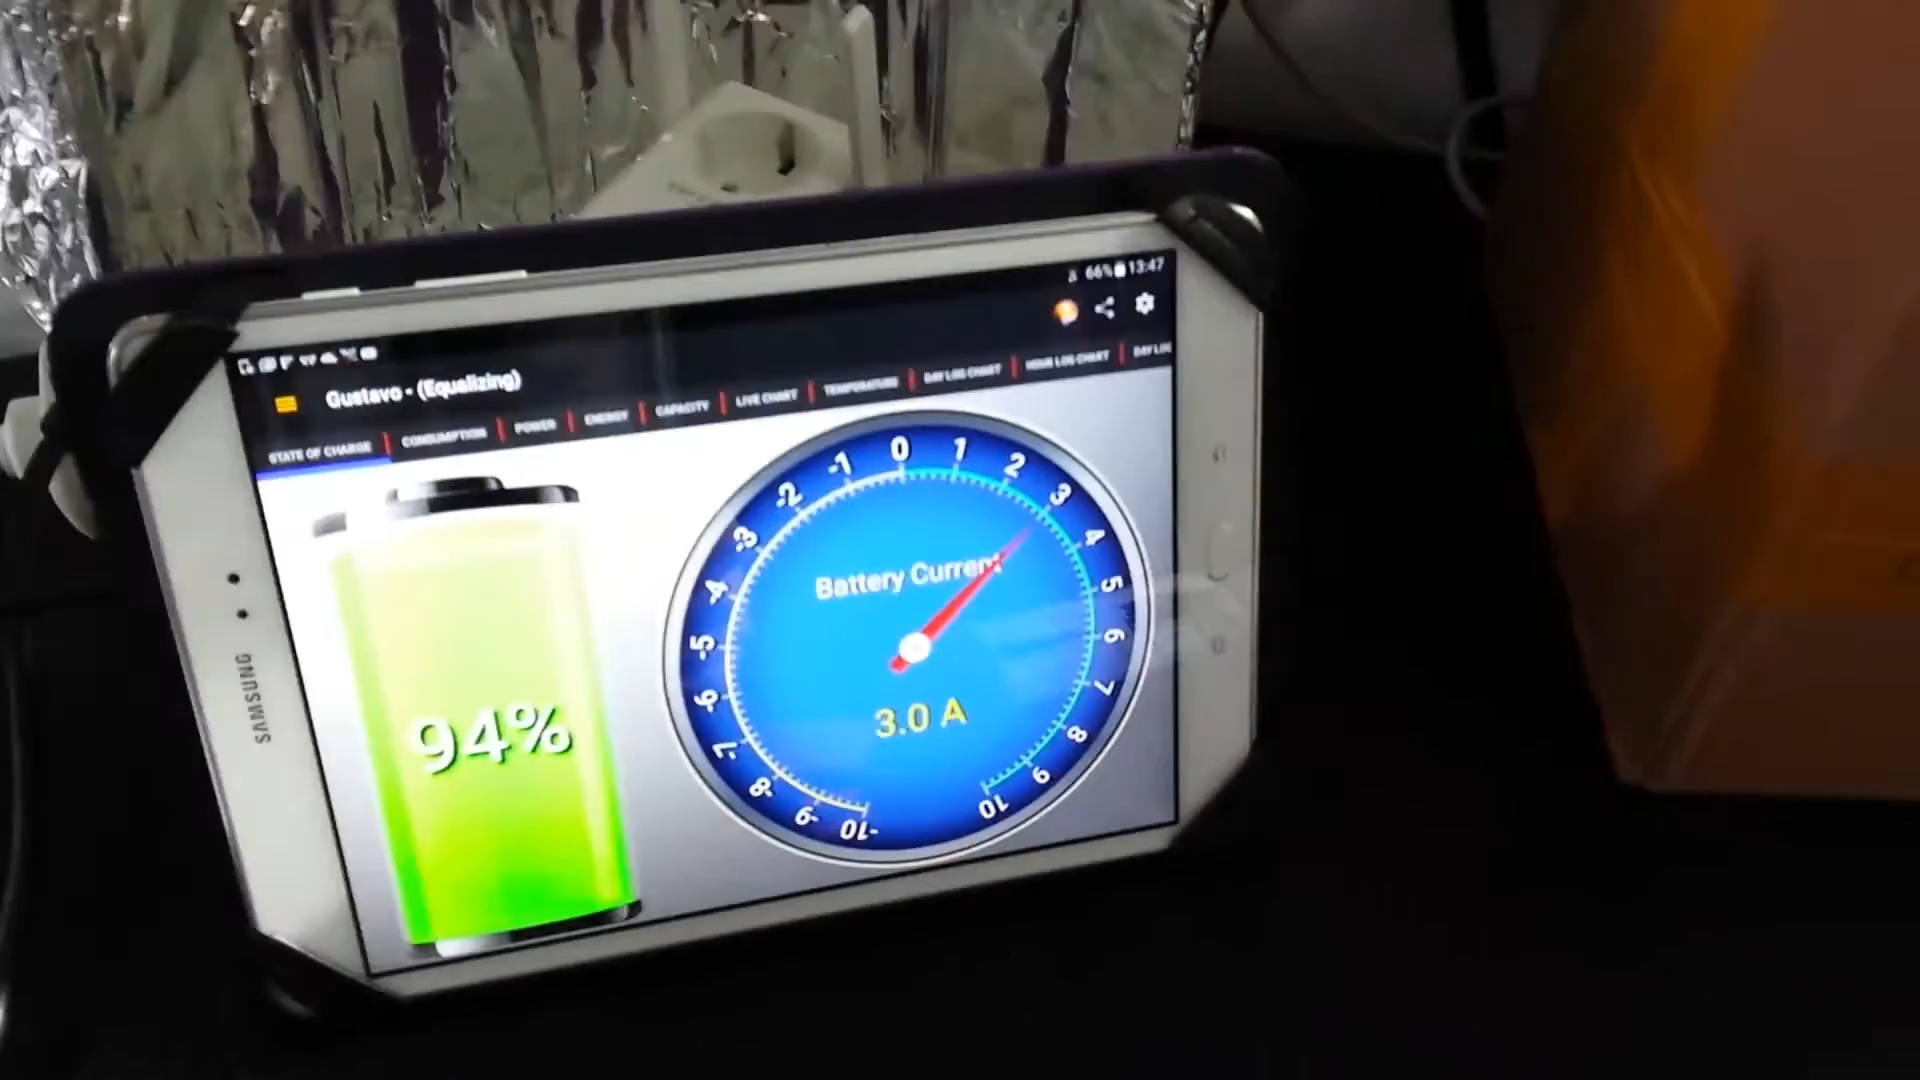 66% 13:47
Gustavo - (Equalizing)
STATE OF CHARGE CONSUMPTION POWER ENERGY CAPACITY LIVE CHART TEMPERATURE DAY LOG CHART HOUR LOG CHART DAY LOG
94%
-10 -9 -8 -7 -6 -5 -4 -3 -2 -1 0 1 2 3 4 5 6 7 8 9 10
Battery Current
3.0 A
SAMSUNG